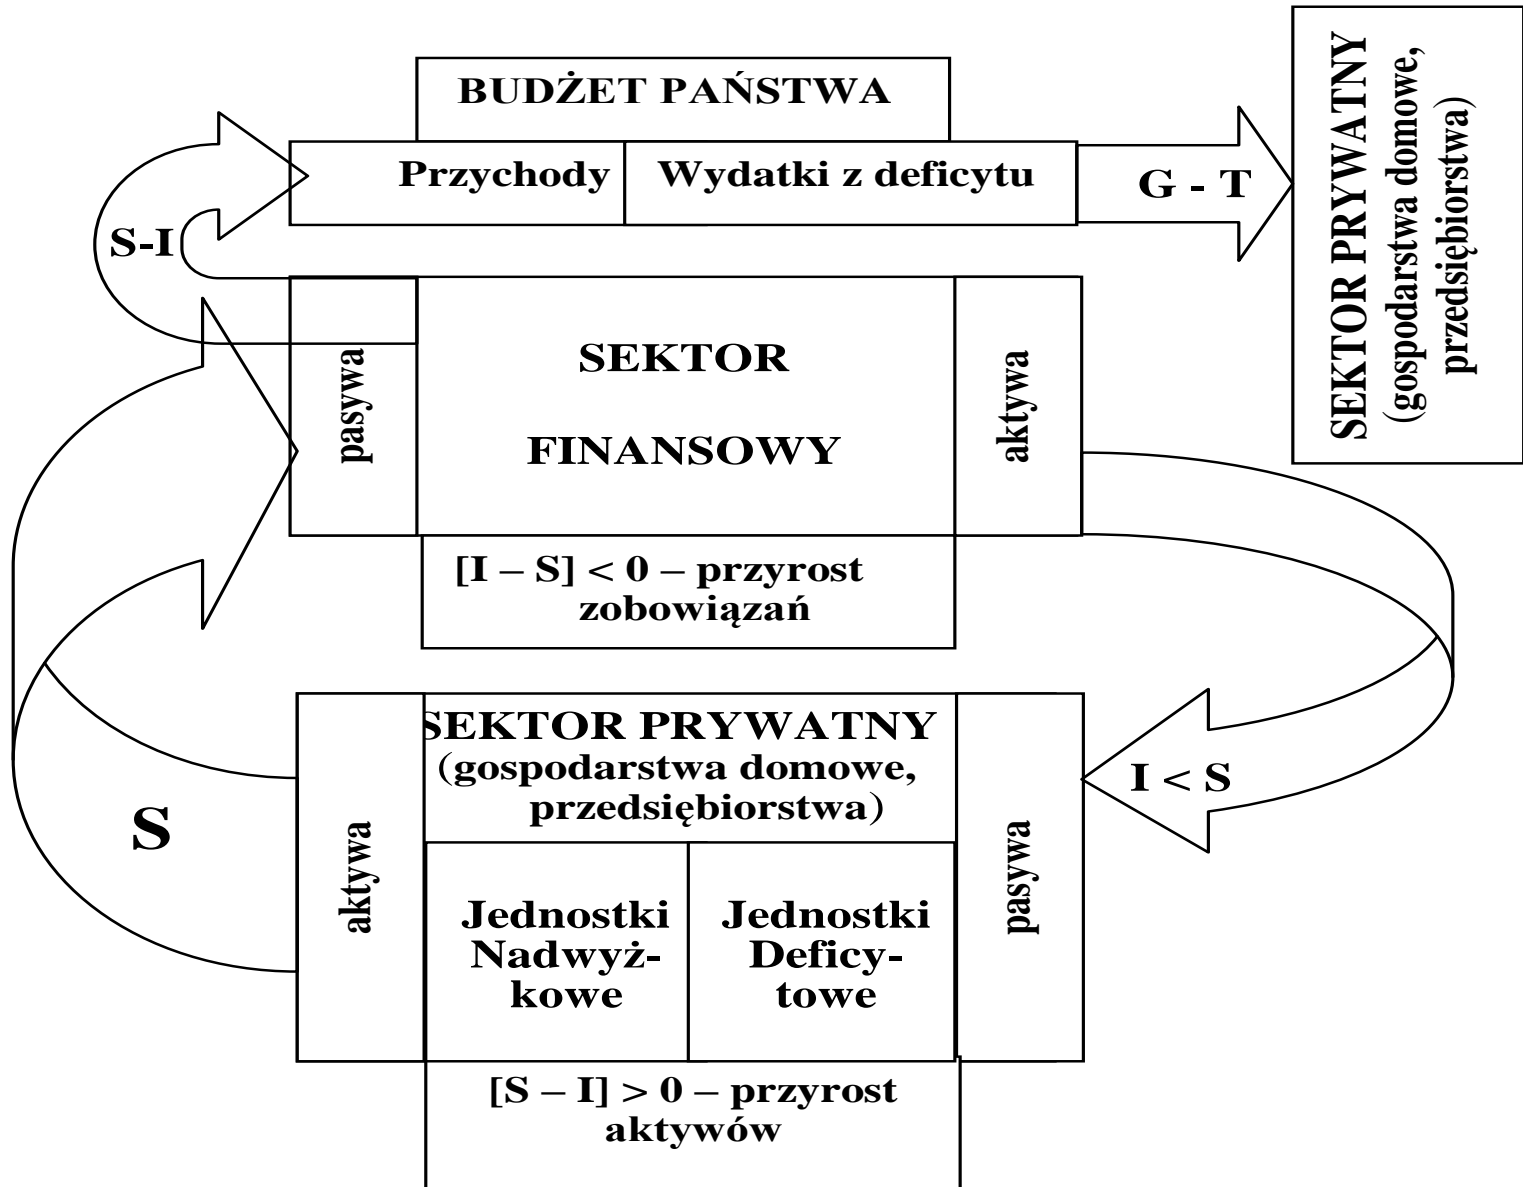 BUDŻET PAŃSTWA
Przychody
Wydatki z deficytu
G - T
SEKTOR PRYWATNY
(gospodarstwa domowe,
przedsiębiorstwa)
S-I
pasywa
SEKTOR
FINANSOWY
aktywa
[I – S] < 0 – przyrost
zobowiązań
S
aktywa
SEKTOR PRYWATNY
(gospodarstwa domowe,
przedsiębiorstwa)
Jednostki
Nadwyż-
kowe
Jednostki
Deficy-
towe
pasywa
I < S
[S – I] > 0 – przyrost
aktywów